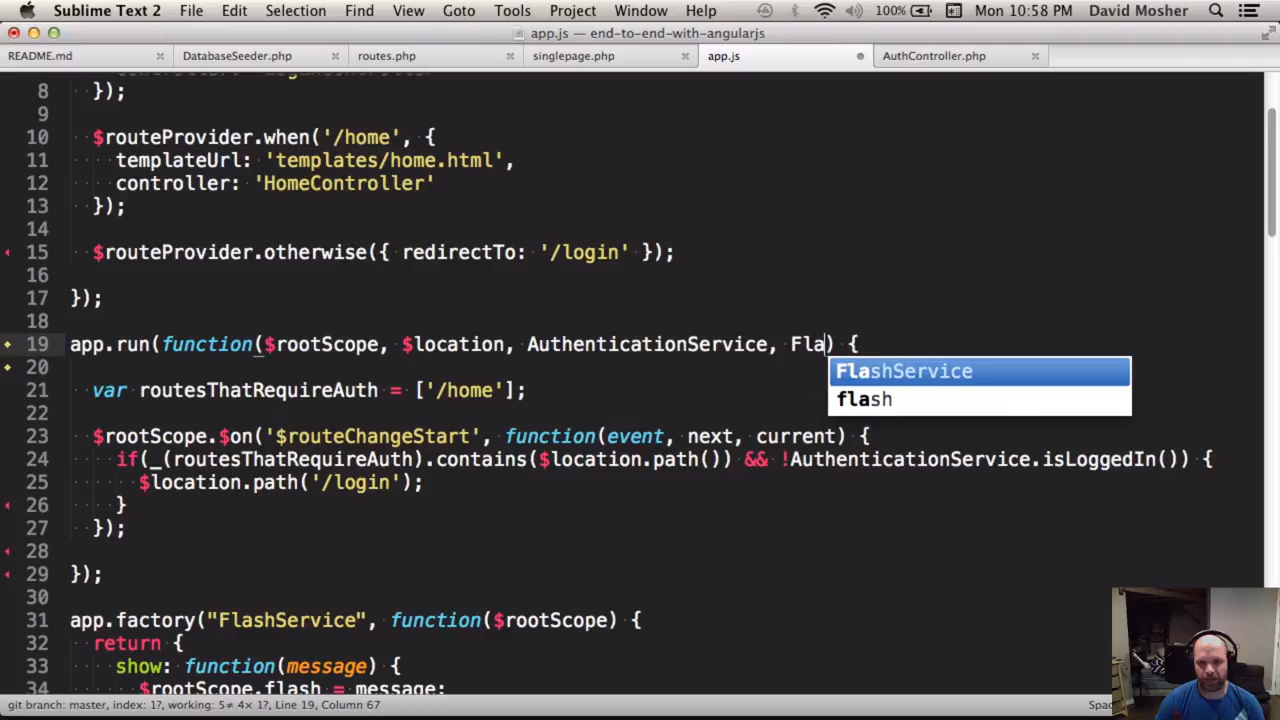 Sublime Text 2 File Edit Selection Find View Goto Tools Project Window Help 100% Mon 10:58 PM David Mosher
app.js — end-to-end-with-angularjs
README.md DatabaseSeeder.php routes.php singlepage.php app.js AuthController.php
8 });
9
10 $routeProvider.when('/home', {
11 templateUrl: 'templates/home.html',
12 controller: 'HomeController'
13 });
14
15 $routeProvider.otherwise({ redirectTo: '/login' });
16
17 });
18
19 app.run(function($rootScope, $location, AuthenticationService, Fla) {
FlashService
20
flash
21 var routesThatRequireAuth = ['/home'];
22
23 $rootScope.$on('$routeChangeStart', function(event, next, current) {
24 if(_(routesThatRequireAuth).contains($location.path()) && !AuthenticationService.isLoggedIn()) {
25 $location.path('/login');
26 }
27 });
28
29 });
30
31 app.factory("FlashService", function($rootScope) {
32 return {
33 show: function(message) {
34 $rootScope.flash = message;
git branch: master, index: 1?, working: 5≠ 4× 1?, Line 19, Column 67